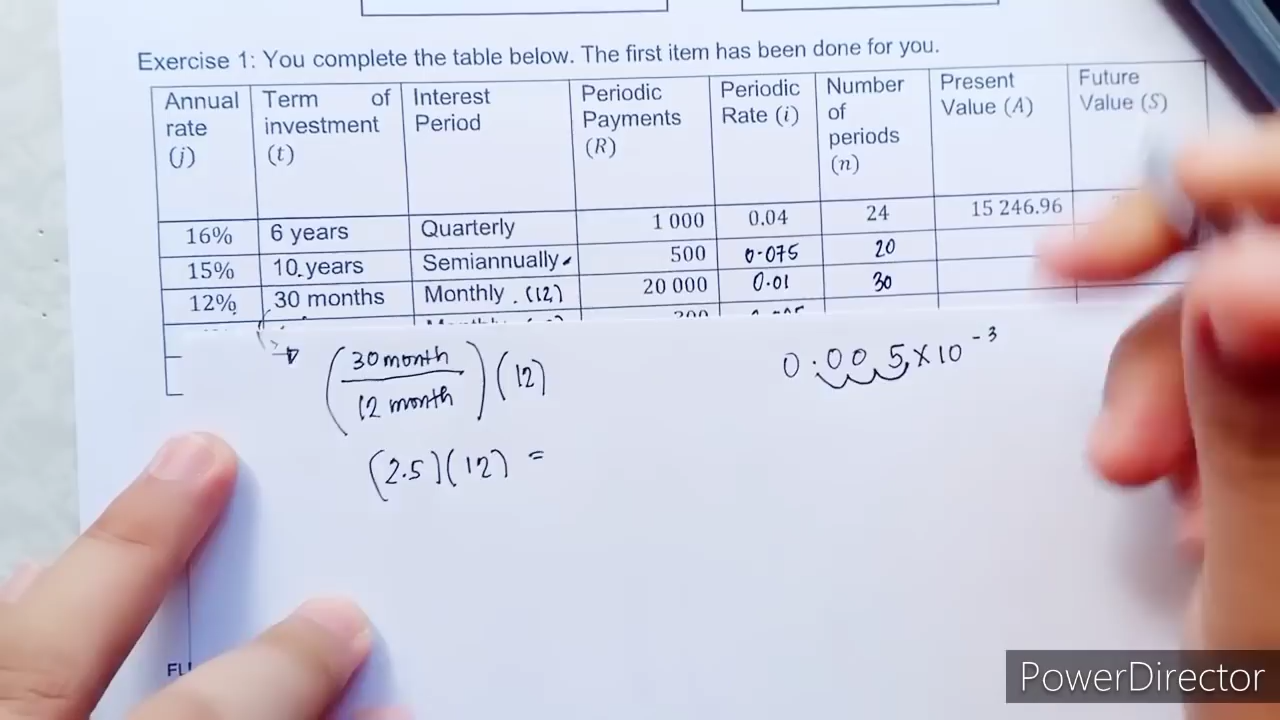 Exercise 1: You complete the table below. The first item has been done for you.
Annual rate (j) Term of investment (t) Interest Period Periodic Payments (R) Periodic Rate (i) Number of periods (n) Present Value (A) Future Value (S)
16% 6 years Quarterly 1 000 0.04 24 15 246.96
15% 10 years Semiannually 500 0.075 20
12% 30 months Monthly (12) 20 000 0.01 30
(30 month / 12 month) (12)
0.005 x 10 -3
(2.5)(12) =
PowerDirector